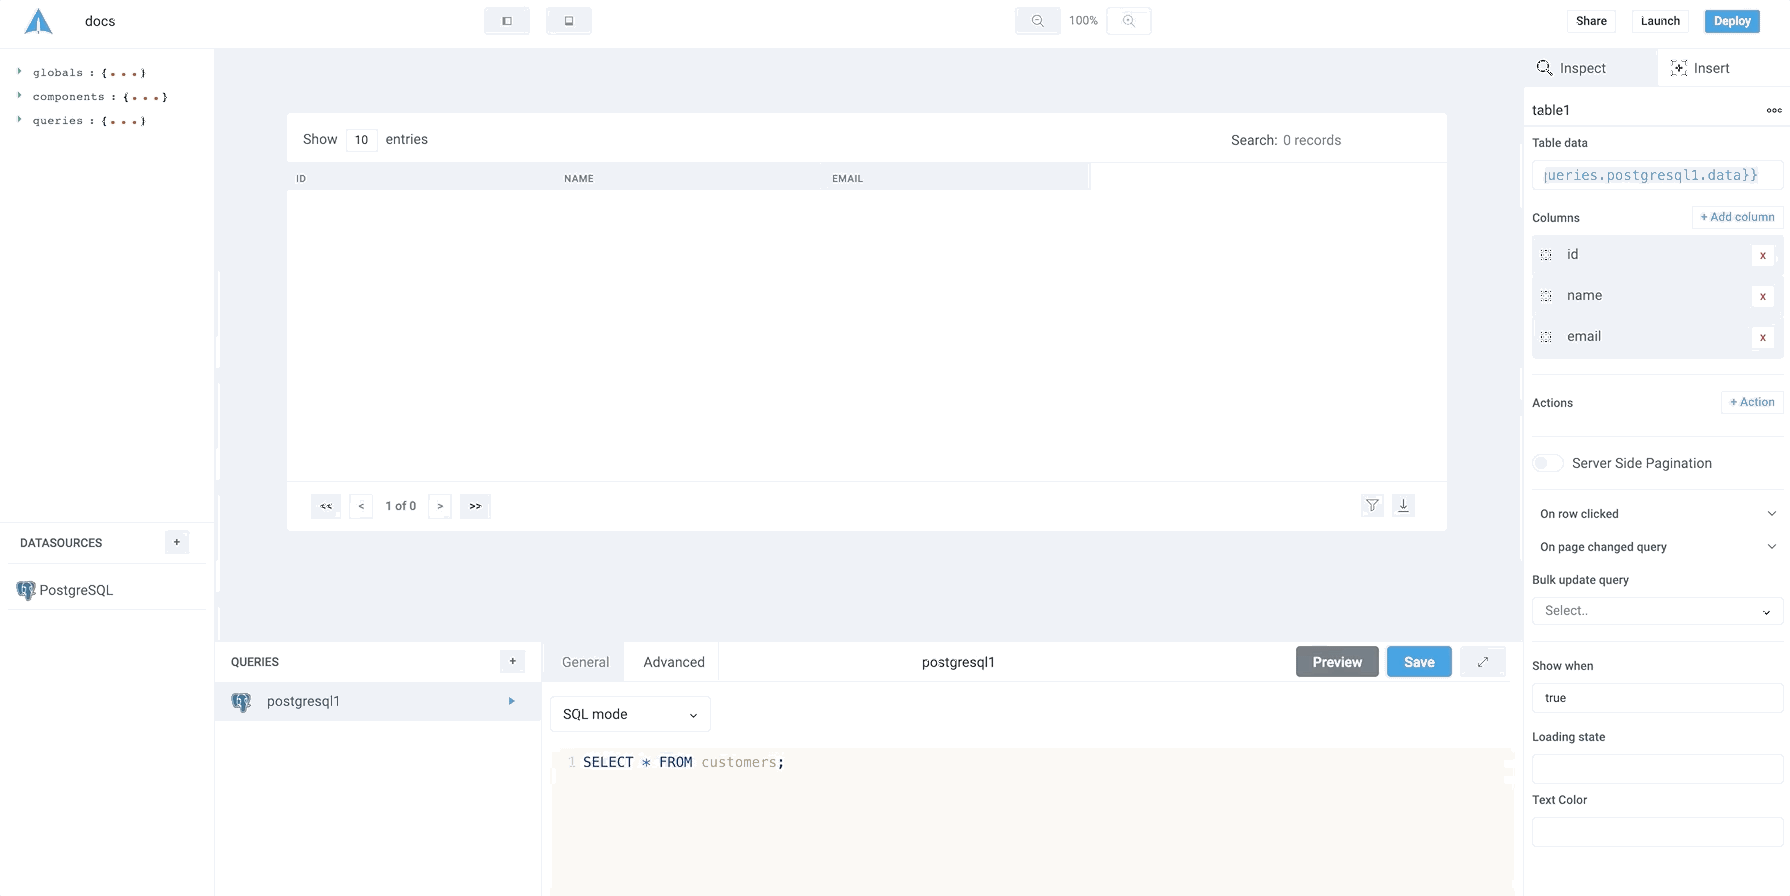 docs
100%
Share
Launch
Deploy
globals : {...}
components : {...}
queries : {...}
DATASOURCES
+
PostgreSQL
Show 10 entries
Search: 0 records
ID NAME EMAIL
<< < 1 of 0 > >>
QUERIES
+
postgresql1
General
Advanced
postgresql1
Preview
Save
SQL mode
1 SELECT * FROM customers;
Inspect
Insert
table1
Table data
queries.postgresql1.data}}
Columns
+ Add column
id x
name x
email x
Actions
+ Action
Server Side Pagination
On row clicked
On page changed query
Bulk update query
Select..
Show when
true
Loading state
Text Color